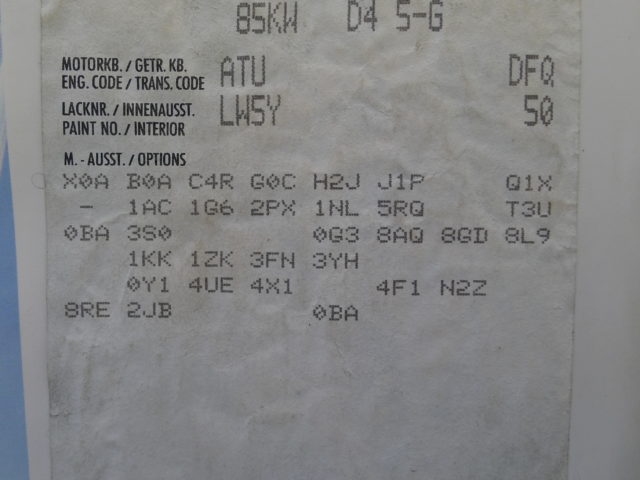 85KW D4 5-G
MOTORKB. / GETR. KB. ATU DFQ
ENG. CODE / TRANS. CODE
LACKNR. / INNENAUSST. LW5Y 50
PAINT NO. / INTERIOR
M. - AUSST. / OPTIONS
X0A B0A C4R G0C H2J J1P Q1X
- 1AC 1G6 2PX 1NL 5RQ T3U
0BA 3S0 0G3 8AQ 8GD 8L9
1KK 1ZK 3FN 3YH
0Y1 4UE 4X1 4F1 N2Z
8RE 2JB 0BA